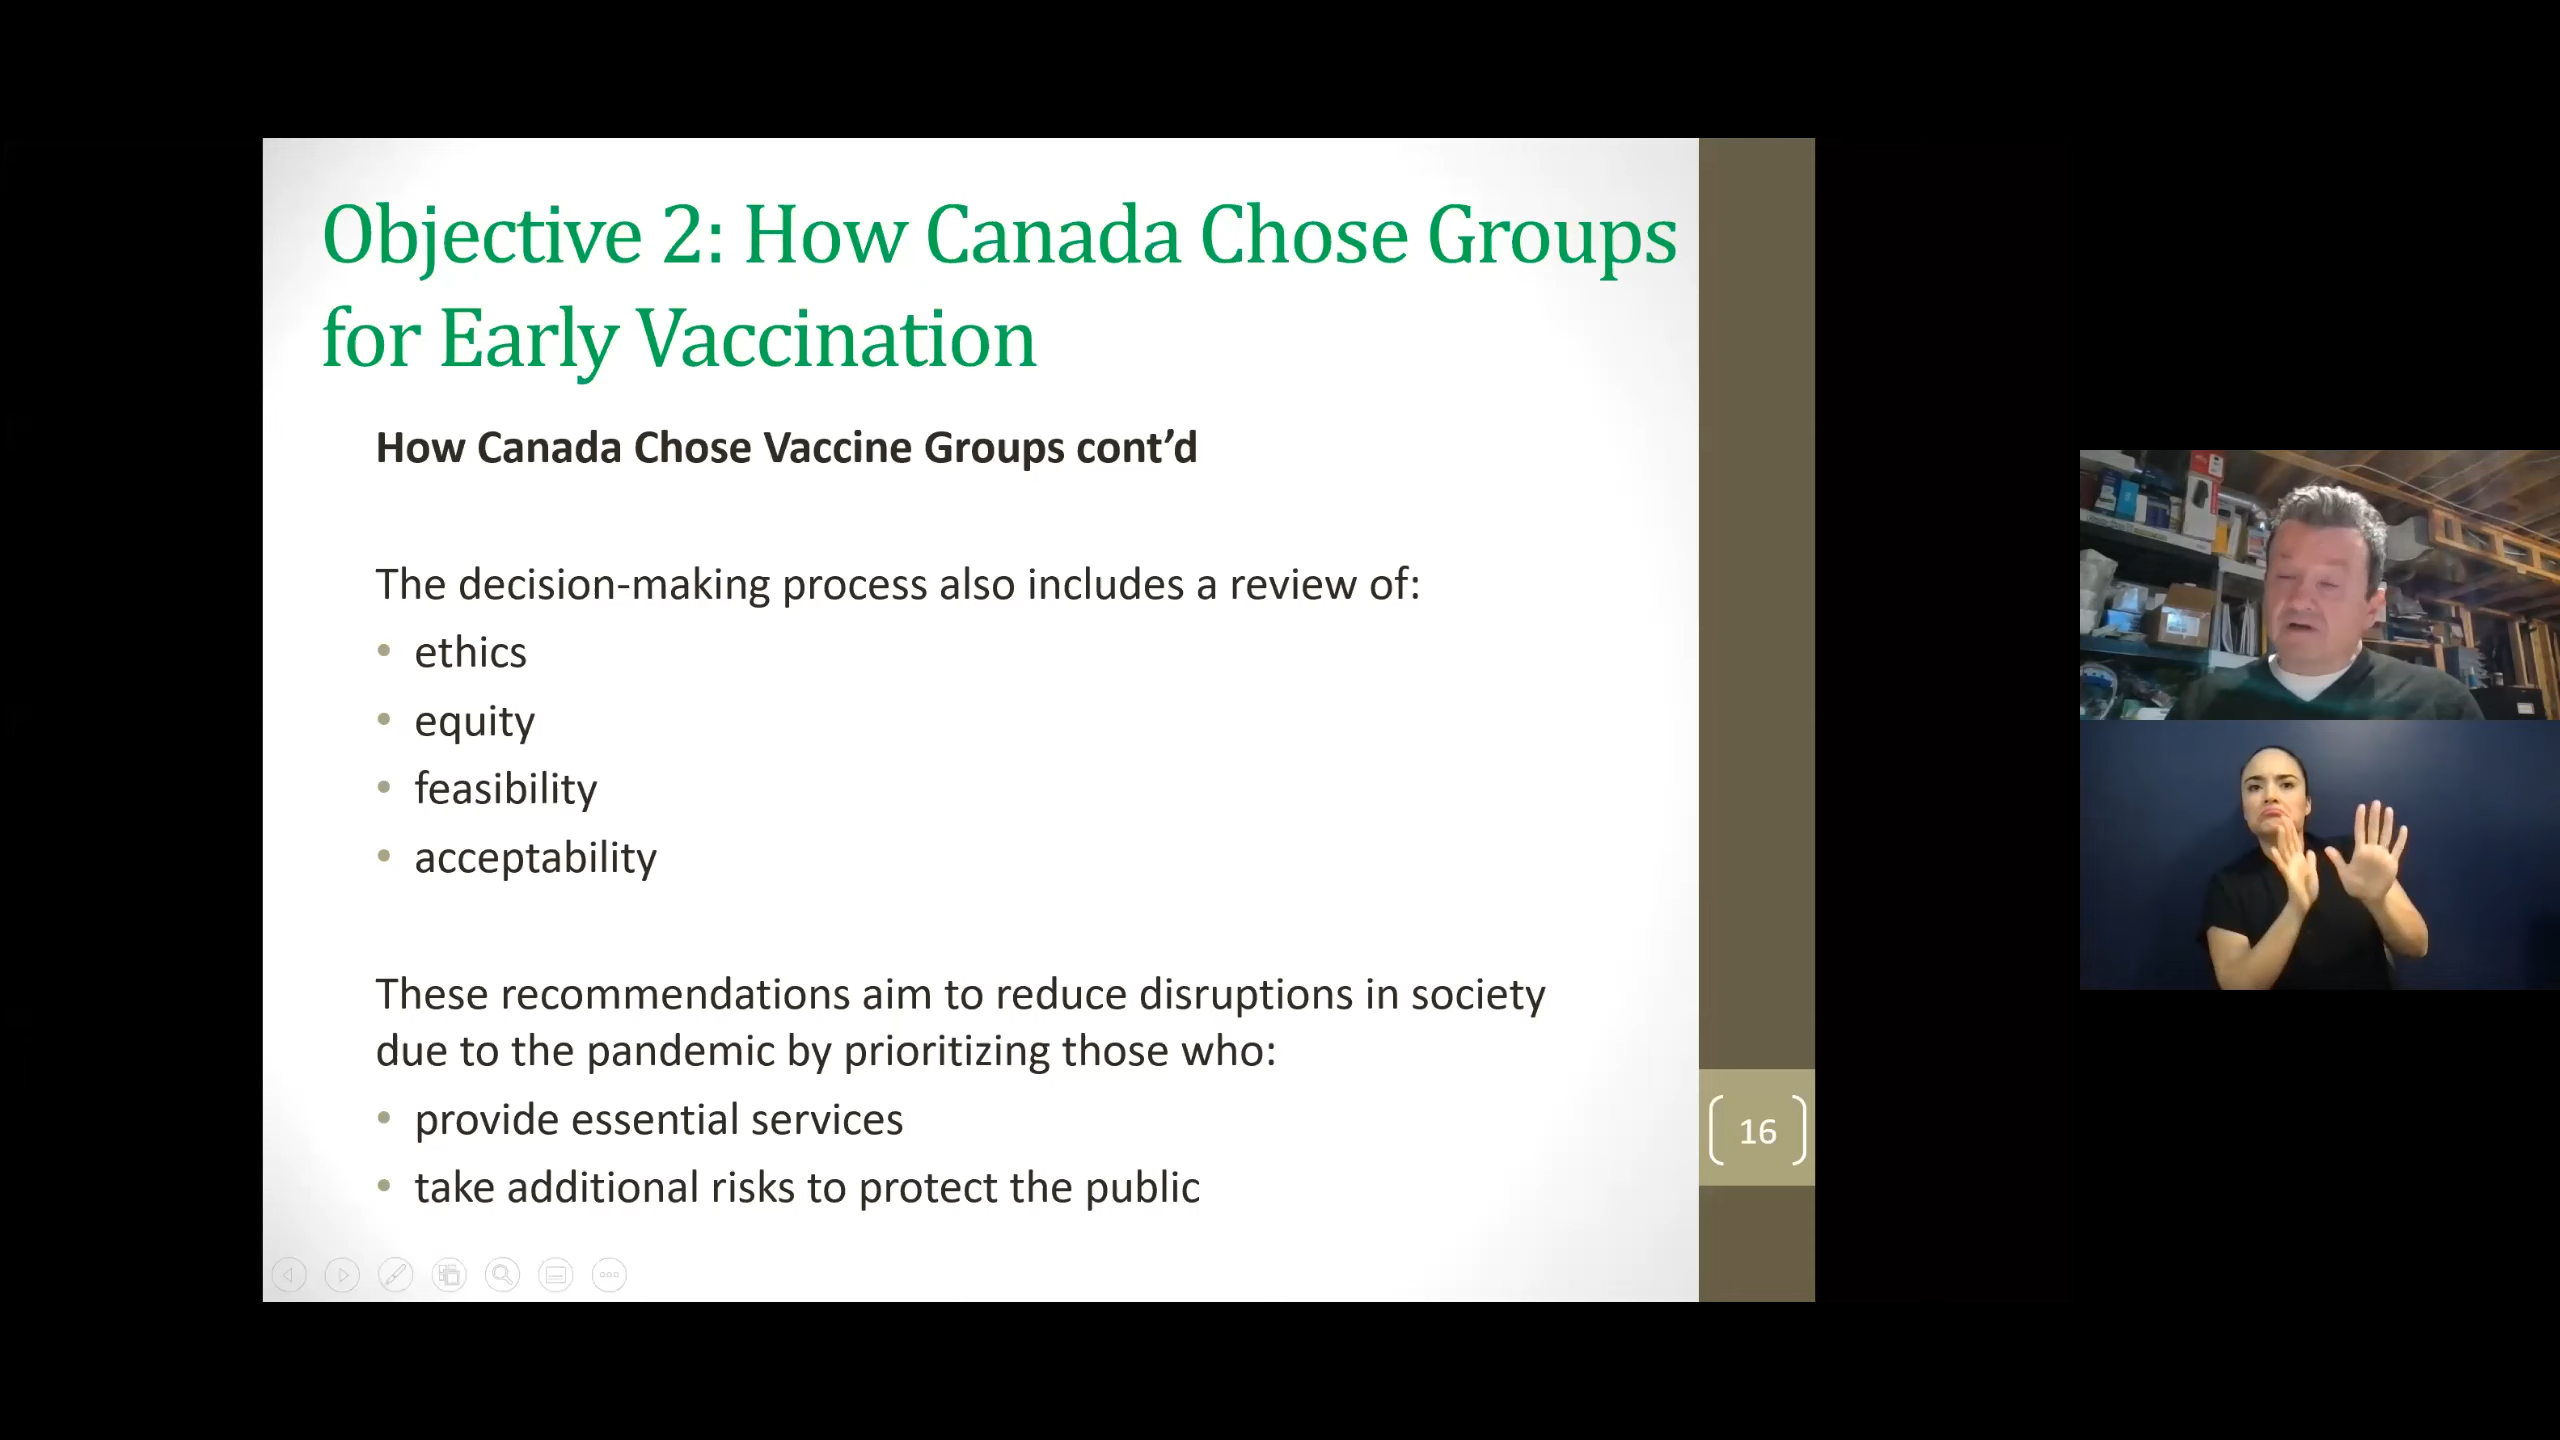 Objective 2: How Canada Chose Groups
for Early Vaccination
How Canada Chose Vaccine Groups cont’d
The decision-making process also includes a review of:
• ethics
• equity
• feasibility
• acceptability
These recommendations aim to reduce disruptions in society
due to the pandemic by prioritizing those who:
• provide essential services
• take additional risks to protect the public
16